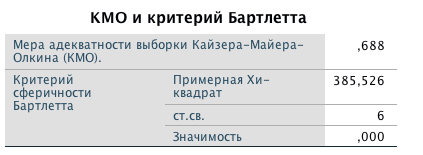 КМО и критерий Бартлетта
Мера адекватности выборки Кайзера-Майера-
Олкина (КМО). ,688
Критерий сферичности Бартлетта Примерная Хи-
квадрат 385,526
ст.св. 6
Значимость ,000